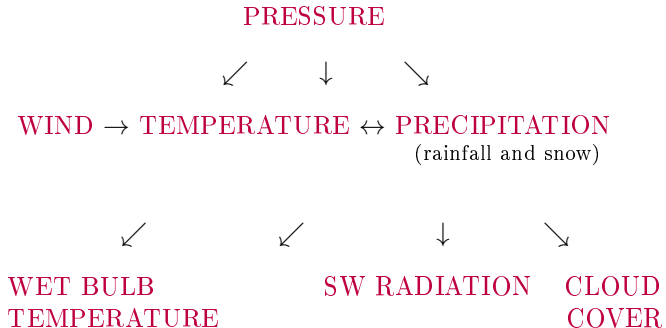 PRESSURE
↙ ↓ ↘
WIND → TEMPERATURE ↔ PRECIPITATION
(rainfall and snow)
↙ ↙ ↓ ↘
WET BULB TEMPERATURE
SW RADIATION
CLOUD COVER